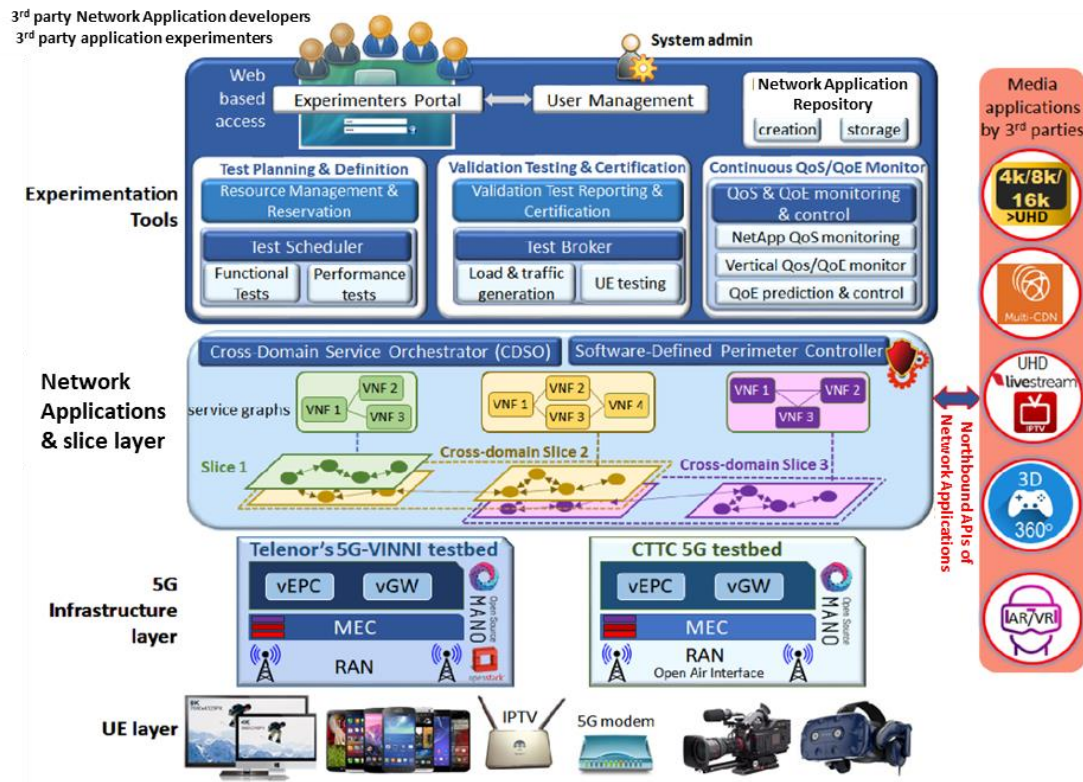 3rd party Network Application developers
3rd party application experimenters
System admin
Web based access
Experimenters Portal
User Management
Network Application Repository
creation
storage
Experimentation Tools
Test Planning & Definition
Resource Management & Reservation
Test Scheduler
Functional Tests
Performance tests
Validation Testing & Certification
Validation Test Reporting & Certification
Test Broker
Load & traffic generation
UE testing
Continuous QoS/QoE Monitor
QoS & QoE monitoring & control
NetApp QoS monitoring
Vertical Qos/QoE monitor
QoE prediction & control
Network Applications & slice layer
Cross-Domain Service Orchestrator (CDSO)
Software-Defined Perimeter Controller
service graphs
VNF 1
VNF 2
VNF 3
VNF 1
VNF 2
VNF 3
VNF 4
VNF 1
VNF 2
VNF 3
Slice 1
Cross-domain Slice 2
Cross-domain Slice 3
Northbound APIs of Network Applications
Media applications by 3rd parties
4k/8k/
16k
>UHD
Multi-CDN
UHD
livestream
IPTV
3D
360º
AR/VR
5G Infrastructure layer
Telenor's 5G-VINNI testbed
vEPC
vGW
MEC
RAN
Open Source
MANO
openstack
CTTC 5G testbed
vEPC
vGW
MEC
RAN
Open Air Interface
Open Source
MANO
UE layer
8K
4K
IPTV
5G modem